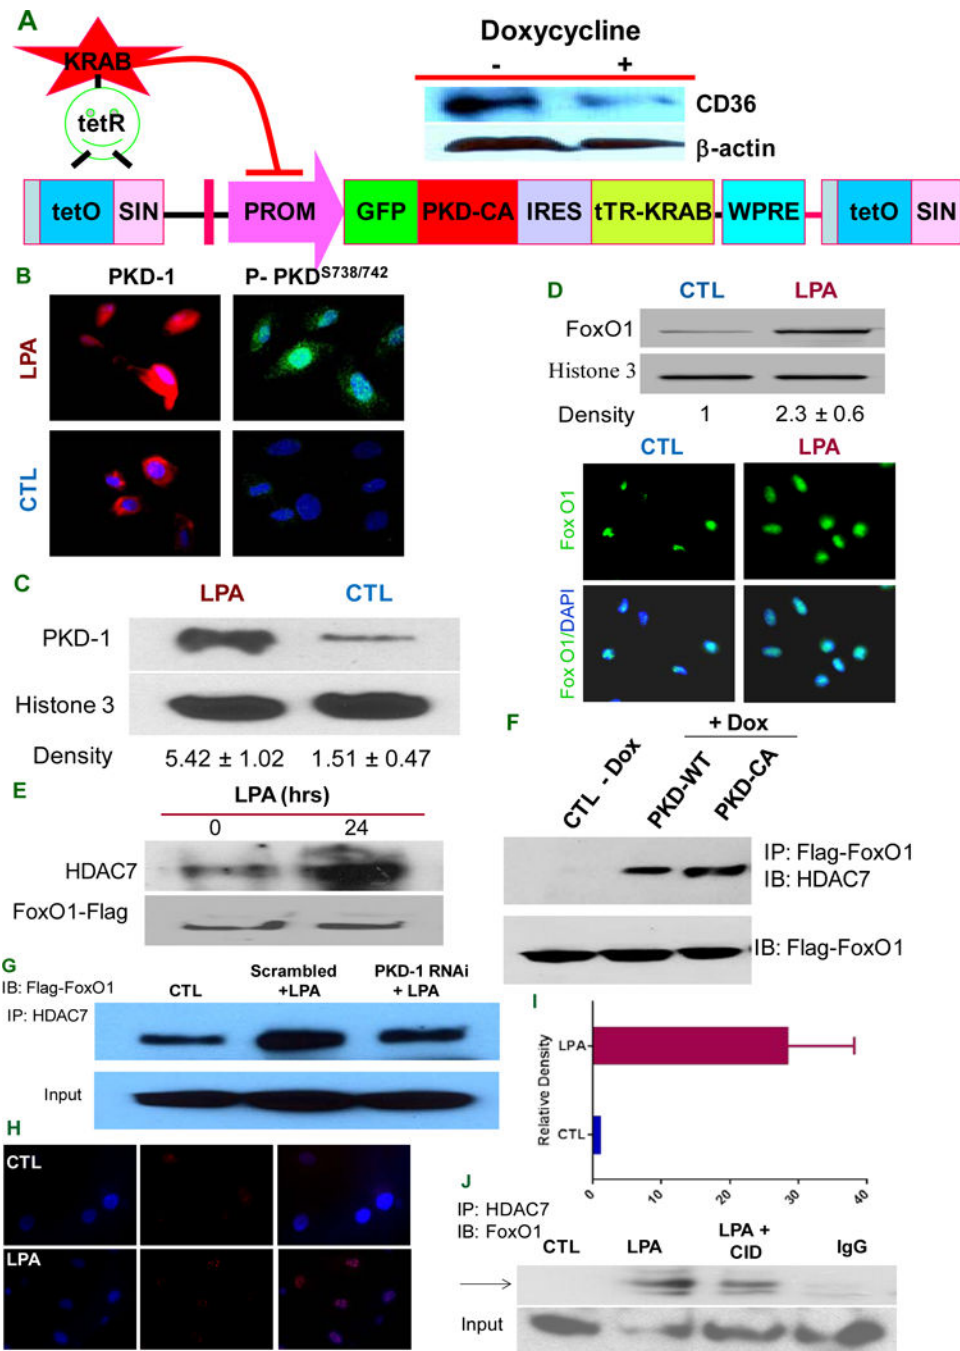 A
Doxycycline
- +
KRAB
tetR
CD36
β-actin
tetO SIN PROM GFP PKD-CA IRES tTR-KRAB WPRE tetO SIN
B
PKD-1 P- PKD^S738/742
LPA
CTL
C
LPA CTL
PKD-1
Histone 3
Density 5.42 ± 1.02 1.51 ± 0.47
D
CTL LPA
FoxO1
Histone 3
Density 1 2.3 ± 0.6
CTL LPA
Fox O1
Fox O1/DAPI
E
LPA (hrs)
0 24
HDAC7
FoxO1-Flag
F
+ Dox
CTL - Dox PKD-WT PKD-CA
IP: Flag-FoxO1
IB: HDAC7
IB: Flag-FoxO1
G
IB: Flag-FoxO1
IP: HDAC7
CTL
Scrambled
+LPA
PKD-1 RNAi
+ LPA
Input
H
CTL
LPA
I
Relative Density
LPA
CTL
0 10 20 30 40
J
IP: HDAC7
IB: FoxO1
CTL LPA
LPA +
CID
IgG
Input